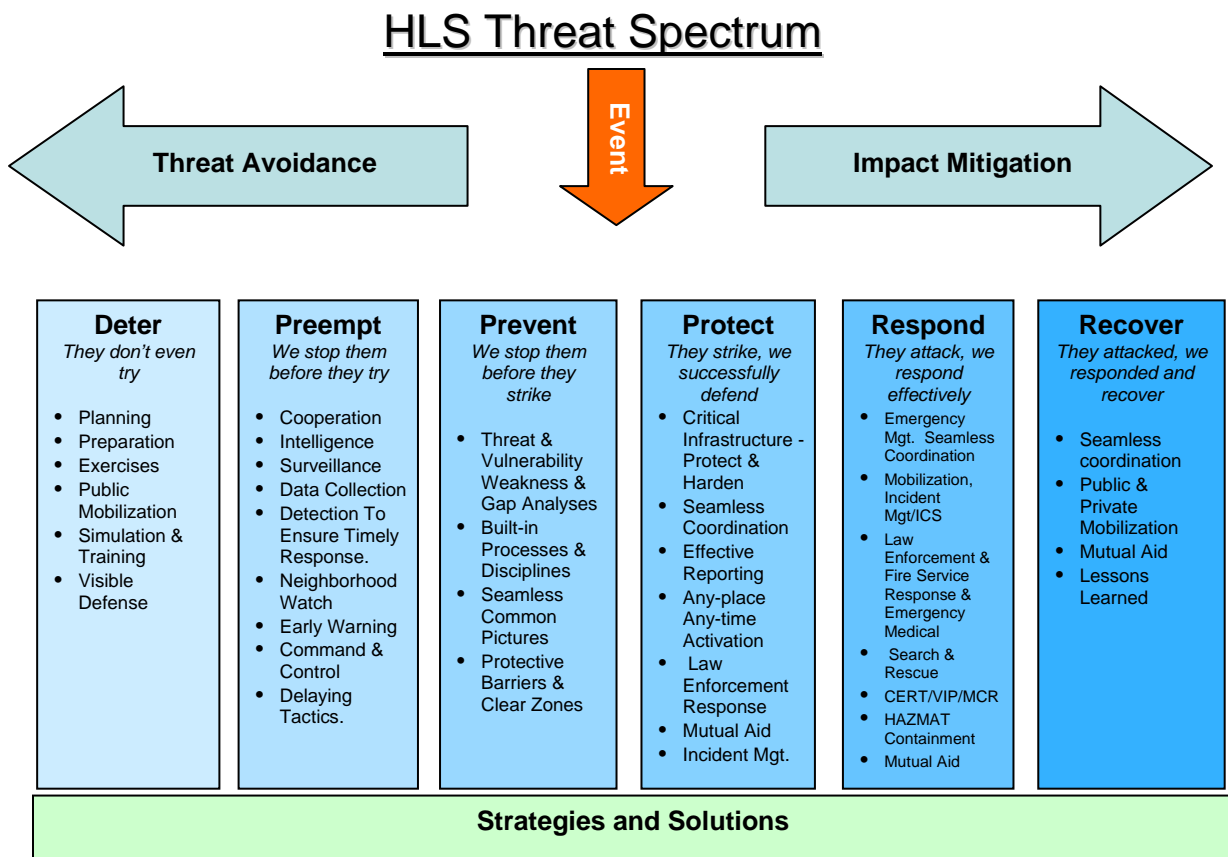 HLS Threat Spectrum
Event
Threat Avoidance
Impact Mitigation
Deter
They don't even
try
• Planning
• Preparation
• Exercises
• Public
Mobilization
• Simulation &
Training
• Visible
Defense
Preempt
We stop them
before they try
• Cooperation
• Intelligence
• Surveillance
• Data Collection
• Detection To
Ensure Timely
Response.
• Neighborhood
Watch
• Early Warning
• Command &
Control
• Delaying
Tactics.
Prevent
We stop them
before they
strike
• Threat &
Vulnerability
Weakness &
Gap Analyses
• Built-in
Processes &
Disciplines
• Seamless
Common
Pictures
• Protective
Barriers &
Clear Zones
Protect
They strike, we
successfully
defend
• Critical
Infrastructure -
Protect &
Harden
• Seamless
Coordination
• Effective
Reporting
• Any-place
Any-time
Activation
• Law
Enforcement
Response
• Mutual Aid
• Incident Mgt.
Respond
They attack, we
respond
effectively
• Emergency
Mgt. Seamless
Coordination
• Mobilization,
Incident
Mgt/ICS
• Law
Enforcement &
Fire Service
Response &
Emergency
Medical
• Search &
Rescue
• CERT/VIP/MCR
• HAZMAT
Containment
• Mutual Aid
Recover
They attacked, we
responded and
recover
• Seamless
coordination
• Public &
Private
Mobilization
• Mutual Aid
• Lessons
Learned
Strategies and Solutions